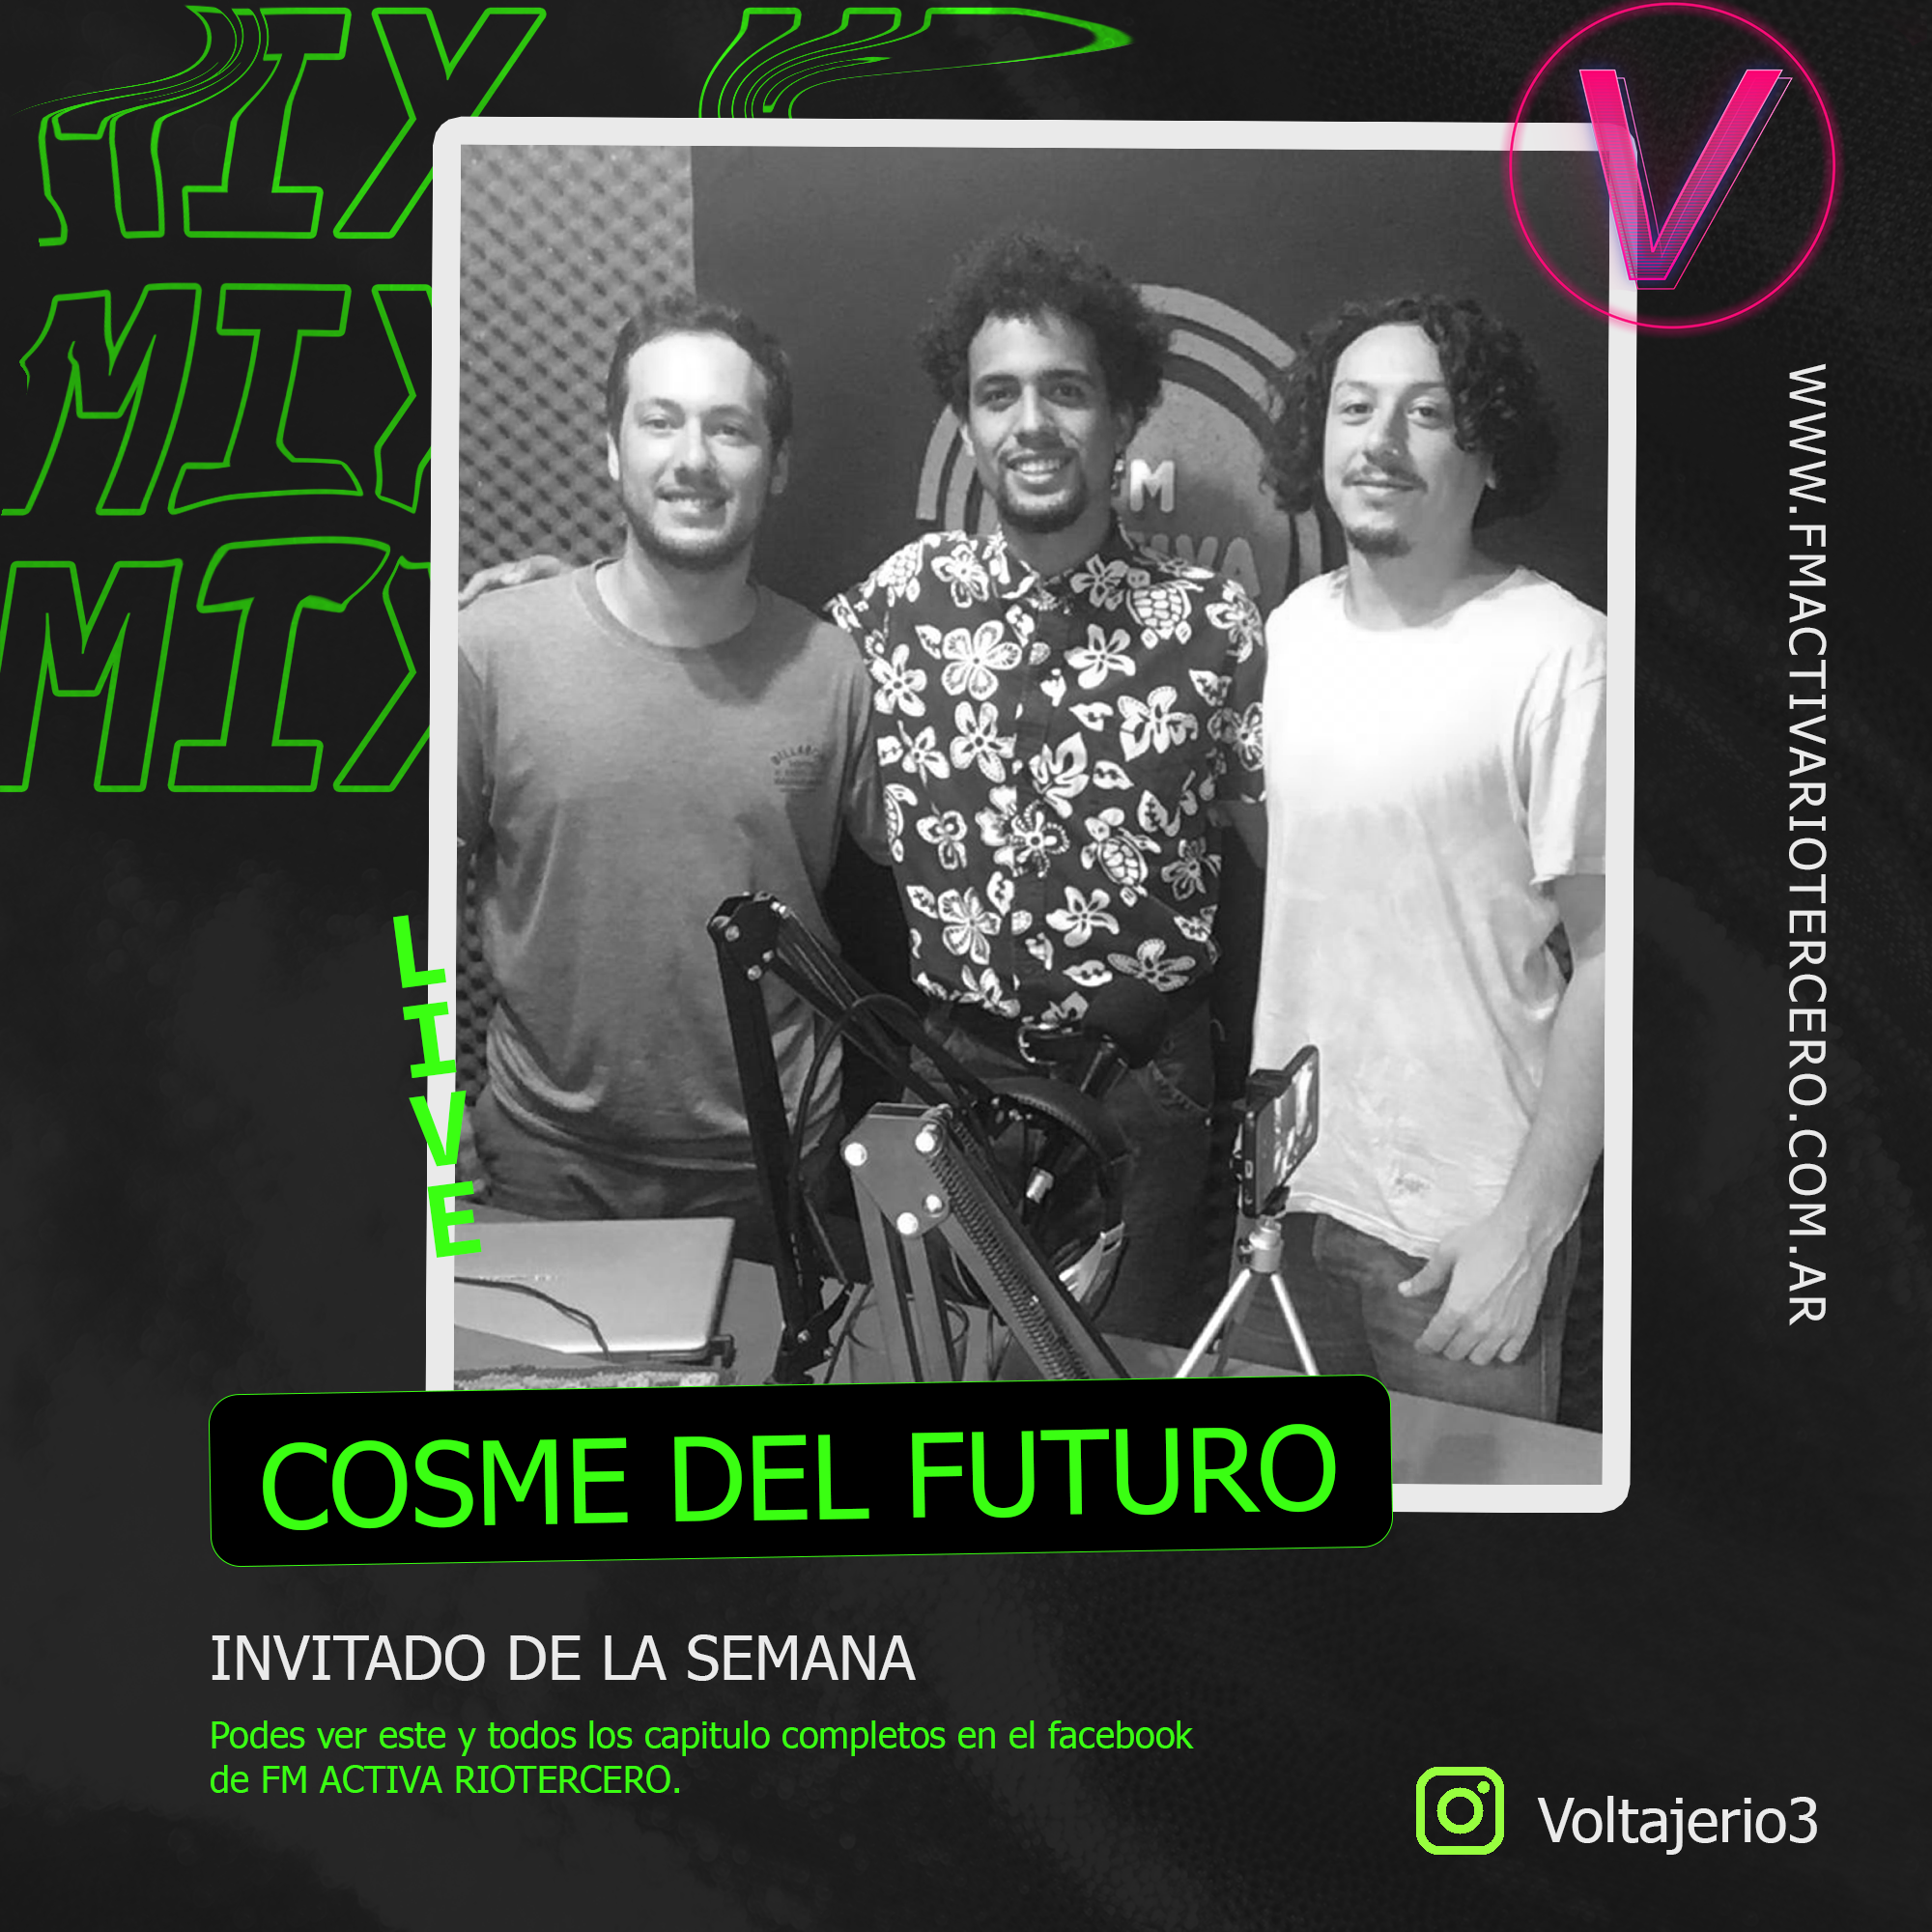 MIX
MIX
MIX
V
WWW.FMACTIVARIOTERCERO.COM.AR
LIVE
COSME DEL FUTURO
INVITADO DE LA SEMANA
Podes ver este y todos los capitulo completos en el facebook
de FM ACTIVA RIOTERCERO.
Voltajerio3